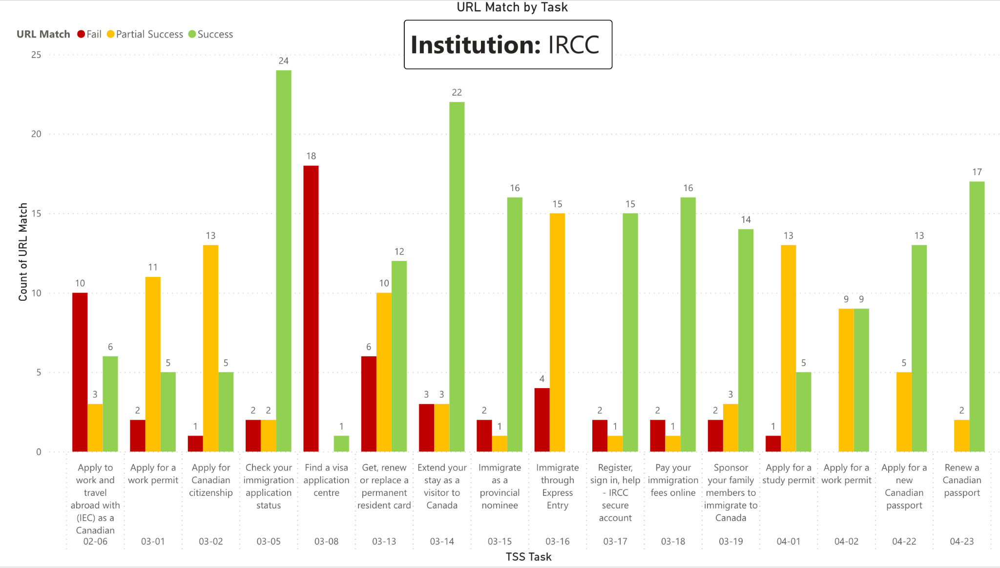 URL Match by Task
Institution: IRCC
URL Match Fail Partial Success Success
25
20
15
10
5
0
Count of URL Match
10
3
6
2
11
5
1
13
5
2
2
24
18
1
6
10
12
3
3
22
2
1
16
4
15
2
1
15
2
1
16
2
3
14
1
13
5
9
9
5
13
2
17
Apply to
work and
travel
abroad with
(IEC) as a
Canadian
02-06
Apply for a
work permit
03-01
Apply for
Canadian
citizenship
03-02
Check your
immigration
application
status
03-05
Find a visa
application
centre
03-08
Get, renew
or replace a
permanent
resident card
03-13
Extend your
stay as a
visitor to
Canada
03-14
Immigrate
as a
provincial
nominee
03-15
Immigrate
through
Express
Entry
03-16
Register,
sign in, help
- IRCC
secure
account
03-17
Pay your
immigration
fees online
03-18
Sponsor
your family
members to
immigrate to
Canada
03-19
Apply for a
study permit
04-01
Apply for a
work permit
04-02
Apply for a
new
Canadian
passport
04-22
Renew a
Canadian
passport
04-23
TSS Task